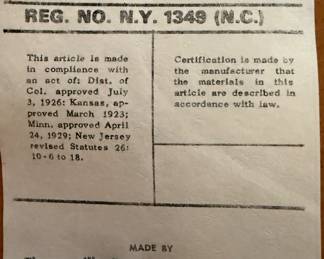 REG. NO. N.Y. 1349 (N.C.)
This article is made
in compliance with
an act of: Dist. of
Col. approved July
3, 1926: Kansas, ap-
proved March 1923;
Minn. approved April
24, 1929; New Jersey
revised Statutes 26:
10-6 to 18.
Certification is made by
the manufacturer that
the materials in this
article are described in
accordance with law.
MADE BY